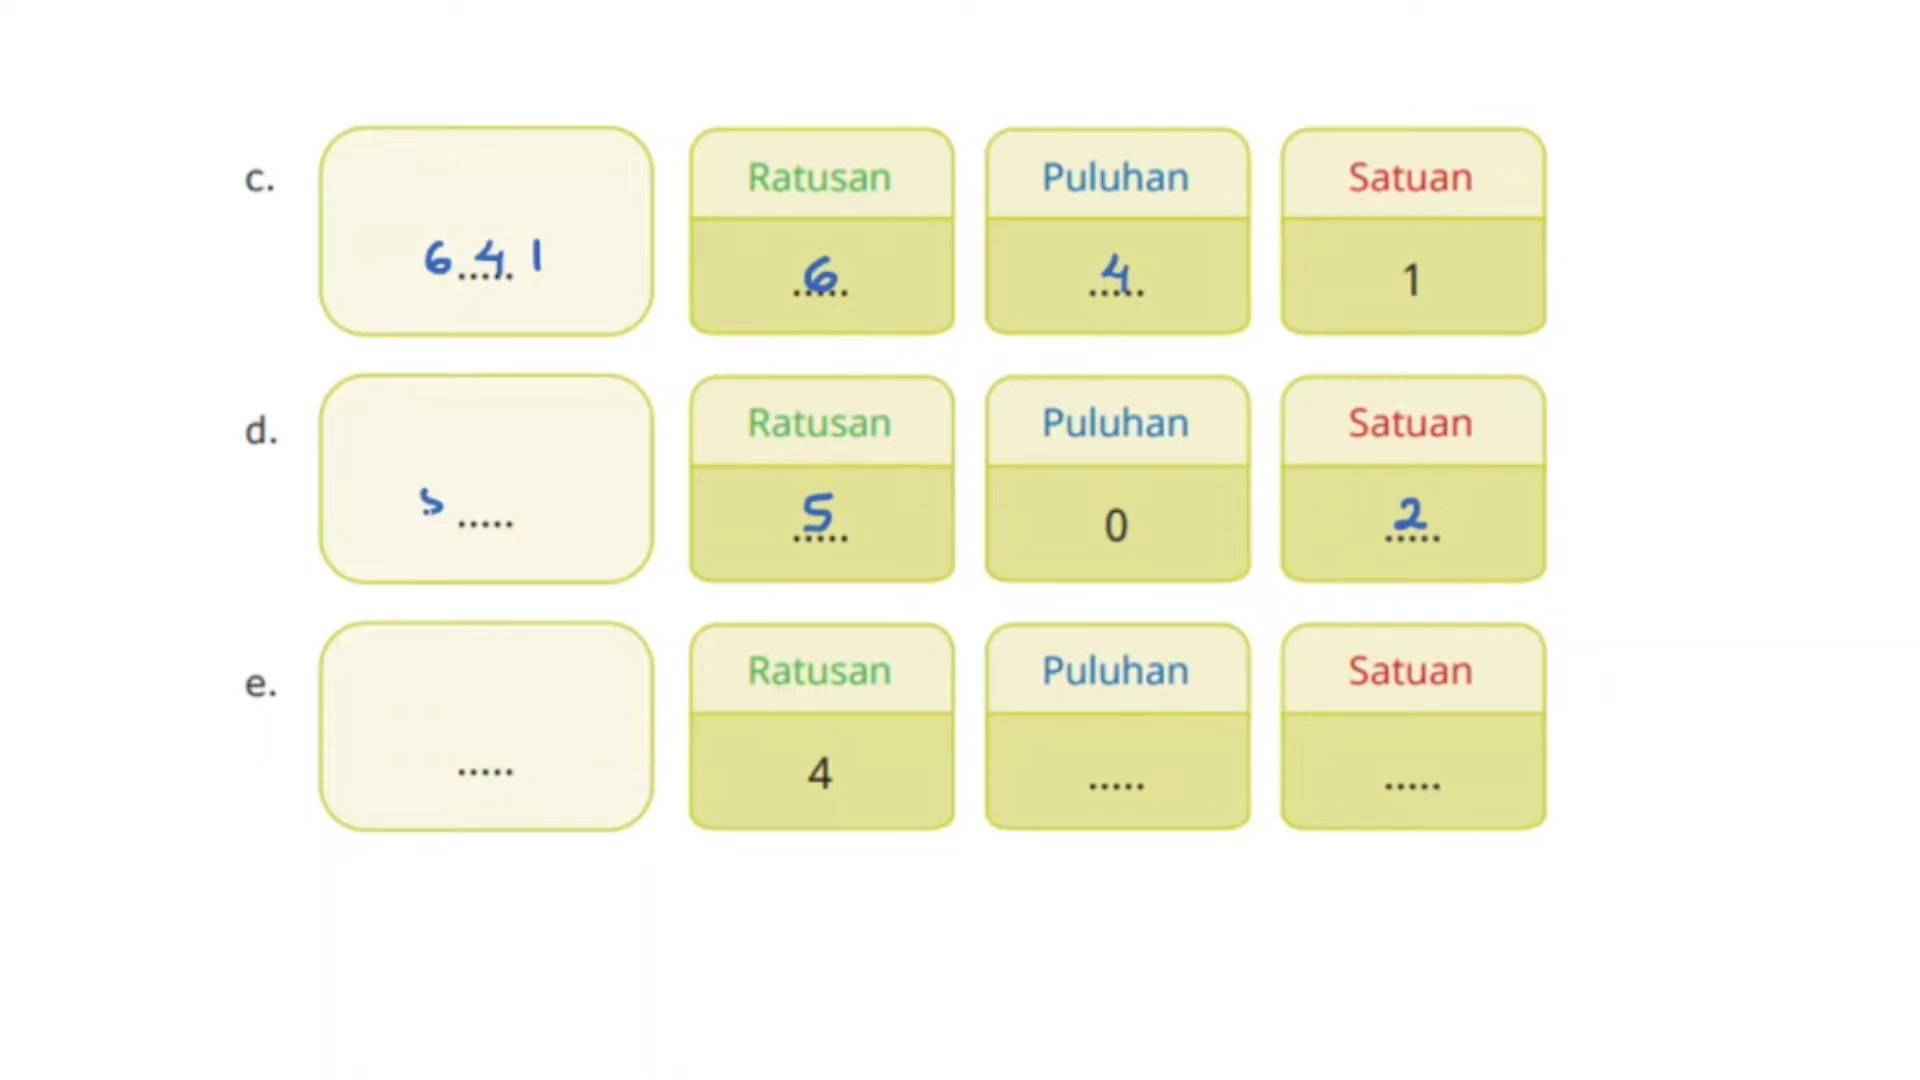 c.
Ratusan Puluhan Satuan
6 4 1
6 4 1
d.
Ratusan Puluhan Satuan
5 .....
5 0 2
e.
Ratusan Puluhan Satuan
.....
4 ..... .....